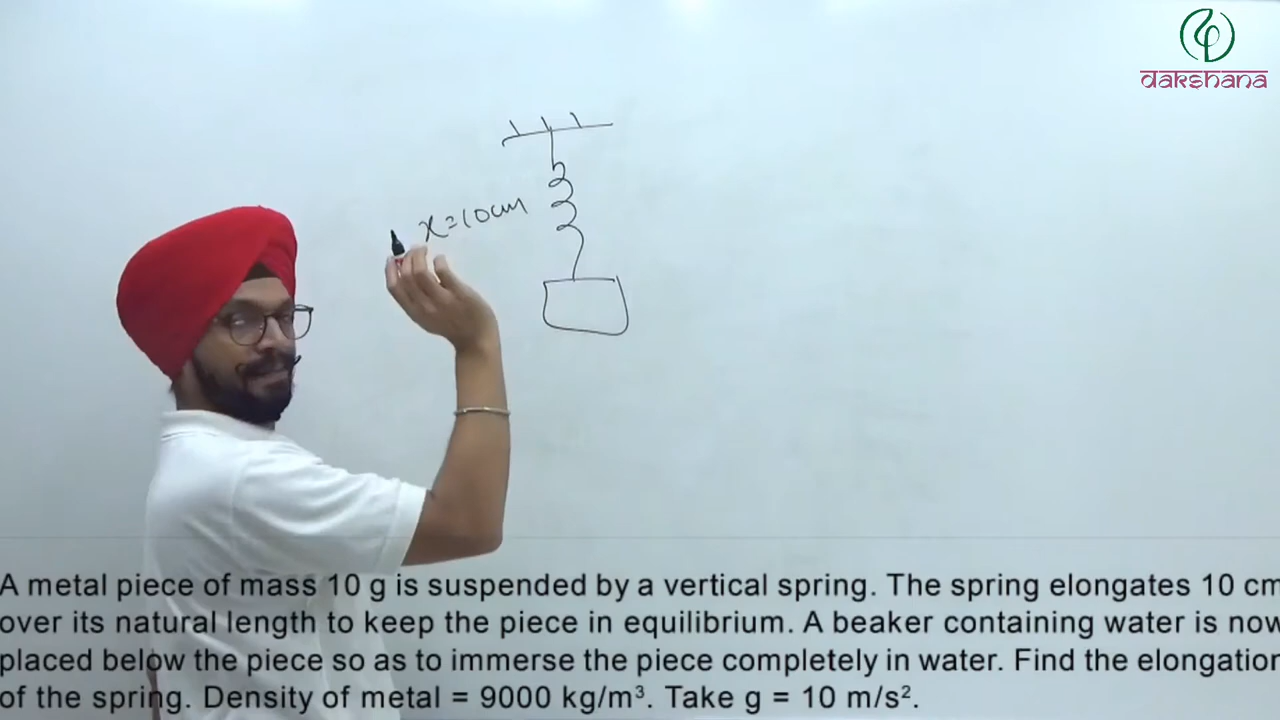 dakshana
x=10cm
A metal piece of mass 10 g is suspended by a vertical spring. The spring elongates 10 cm
over its natural length to keep the piece in equilibrium. A beaker containing water is now
placed below the piece so as to immerse the piece completely in water. Find the elongation
of the spring. Density of metal = 9000 kg/m³. Take g = 10 m/s².